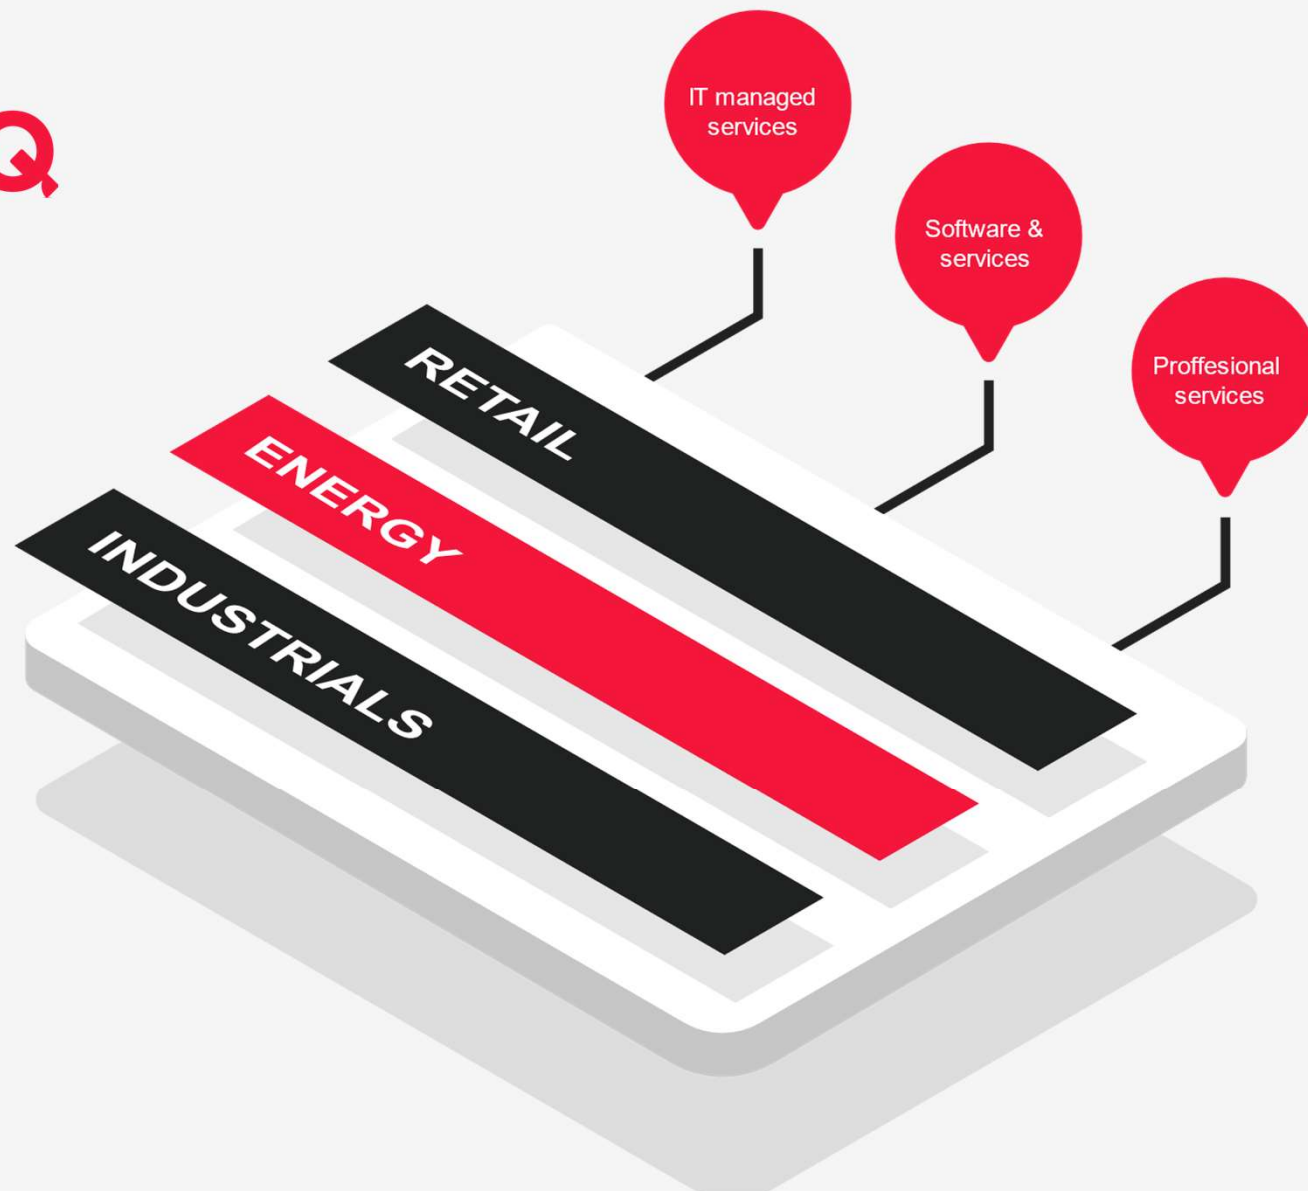 Q
IT managed
services
Software &
services
Proffesional
services
RETAIL
ENERGY
INDUSTRIALS